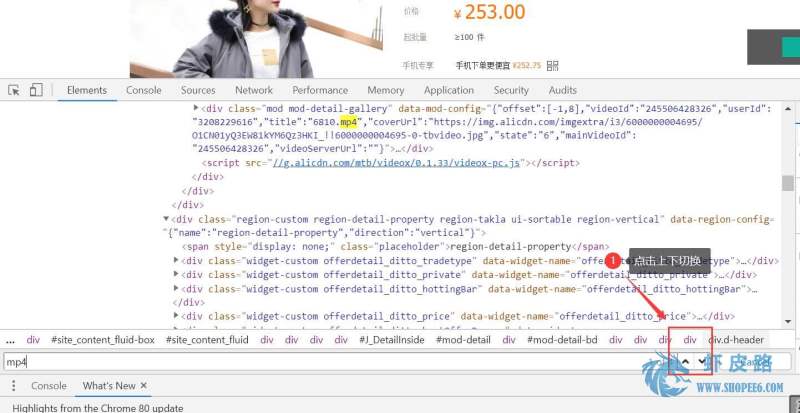 价格 ¥253.00
起批量 ≥100 件
手机专享 手机下单更便宜 ¥252.75
Elements Console Sources Network Performance Memory Application Security Audits
<div class="mod mod-detail-gallery" data-mod-config="{"offset":[-1,8],"videoId":"245506428326","userId":
"3208229616","title":"6810.mp4","coverUrl":"https://img.alicdn.com/imgextra/i3/6000000004695/
O1CN01yQ3EW81kYM6Qz3HKI_!!6000000004695-0-tbvideo.jpg","state":"6","mainVideoId":
"245506428326","videoServerUrl":""}">…</div>
<script src="//g.alicdn.com/mtb/videox/0.1.33/videox-pc.js"></script>
</div>
</div>
</div>
<div class="region-custom region-detail-property region-takla ui-sortable region-vertical" data-region-config=
"{"name":"region-detail-property","direction":"vertical"}">
<span style="display: none;" class="placeholder">region-detail-property</span>
<div class="widget-custom offerdetail_ditto_tradetype" data-widget-name="offerdetail_ditto_tradetype">…</div>
<div class="widget-custom offerdetail_ditto_private" data-widget-name="offerdetail_ditto_private">…</div>
<div class="widget-custom offerdetail_ditto_hottingBar" data-widget-name="offerdetail_ditto_hottingBar">…
</div>
<div class="widget-custom offerdetail_ditto_price" data-widget-name="offerdetail_ditto_price">…</div>
1 点击上下切换
… div #site_content_fluid-box #site_content_fluid div #J_DetailInside #mod-detail div #mod-detail-bd div div div div.d-header
mp4
Cancel
虾皮路
WWW.SHOPEE6.COM
Console What's New ×
Highlights from the Chrome 80 update